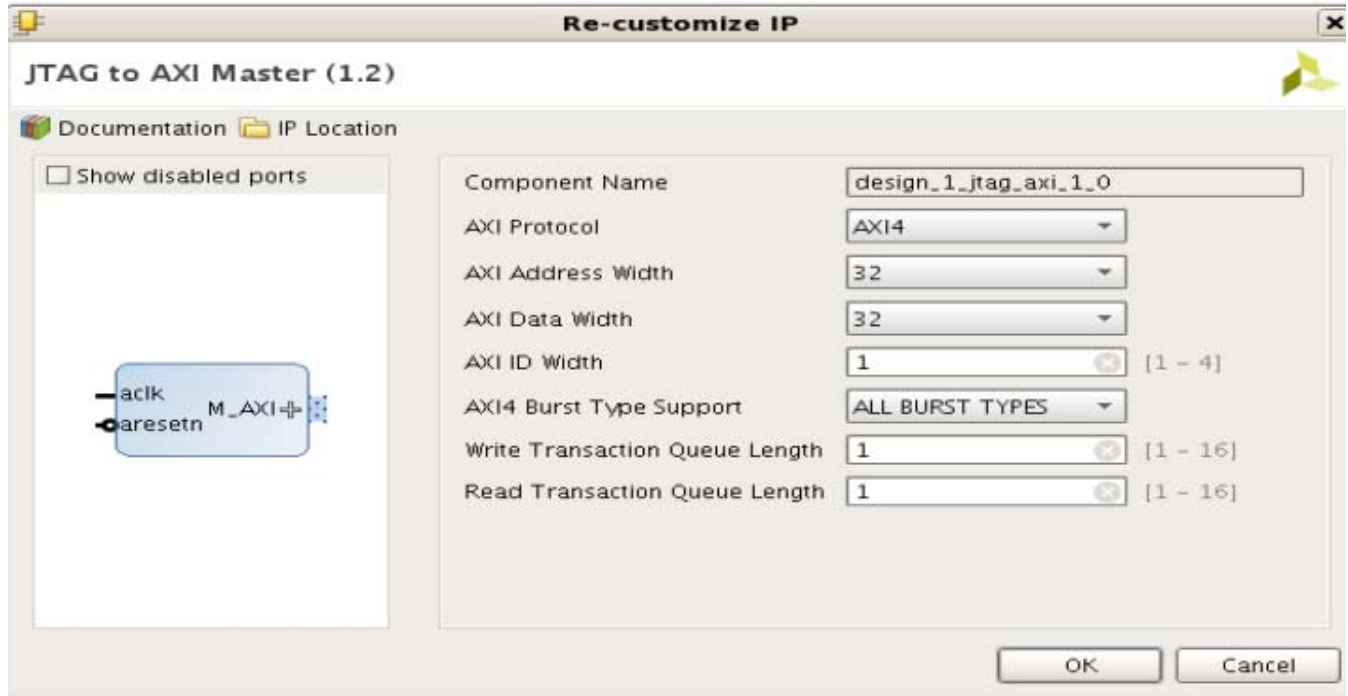 Re-customize IP
JTAG to AXI Master (1.2)
Documentation IP Location
Show disabled ports
aclk
aresetn
M_AXI
Component Name design_1_jtag_axi_1_0
AXI Protocol AXI4
AXI Address Width 32
AXI Data Width 32
AXI ID Width 1 [1 - 4]
AXI4 Burst Type Support ALL BURST TYPES
Write Transaction Queue Length 1 [1 - 16]
Read Transaction Queue Length 1 [1 - 16]
OK Cancel